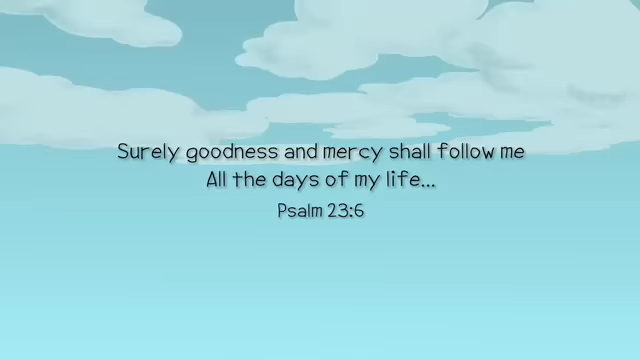 Surely goodness and mercy shall follow me
All the days of my life...
Psalm 23:6